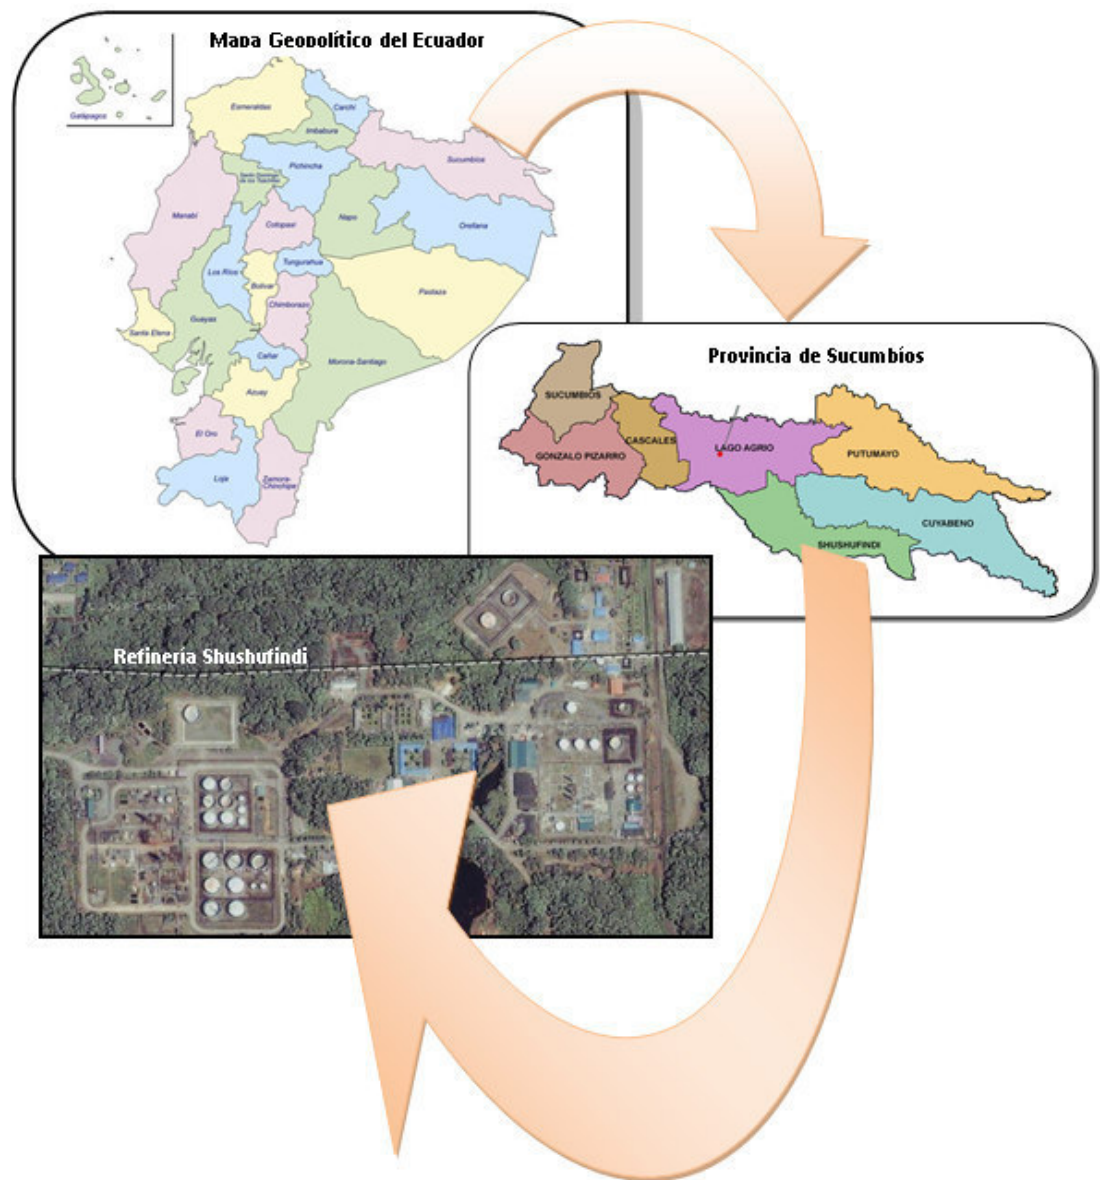 Mapa Geopolítico del Ecuador
Galápagos
Esmeraldas
Carchi
Imbabura
Sucumbíos
Pichincha
Santo Domingo
de los Tsáchilas
Manabí
Napo
Orellana
Cotopaxi
Tungurahua
Los Ríos
Bolívar
Pastaza
Chimborazo
Guayas
Santa Elena
Cañar
Morona-Santiago
Azuay
El Oro
Loja
Zamora-
Chinchipe
Provincia de Sucumbíos
SUCUMBIOS
CASCALES
LAGO AGRIO
GONZALO PIZARRO
PUTUMAYO
CUYABENO
SHUSHUFINDI
Refinería Shushufindi